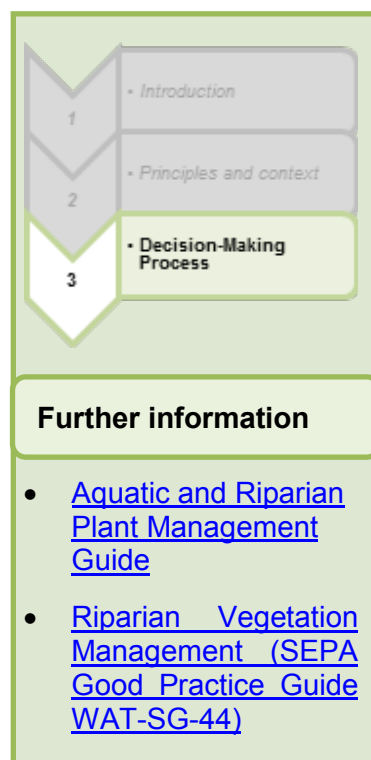 • Introduction
1
• Principles and context
2
• Decision-Making
Process
3
Further information
• Aquatic and Riparian
Plant Management
Guide
• Riparian Vegetation
Management (SEPA
Good Practice Guide
WAT-SG-44)